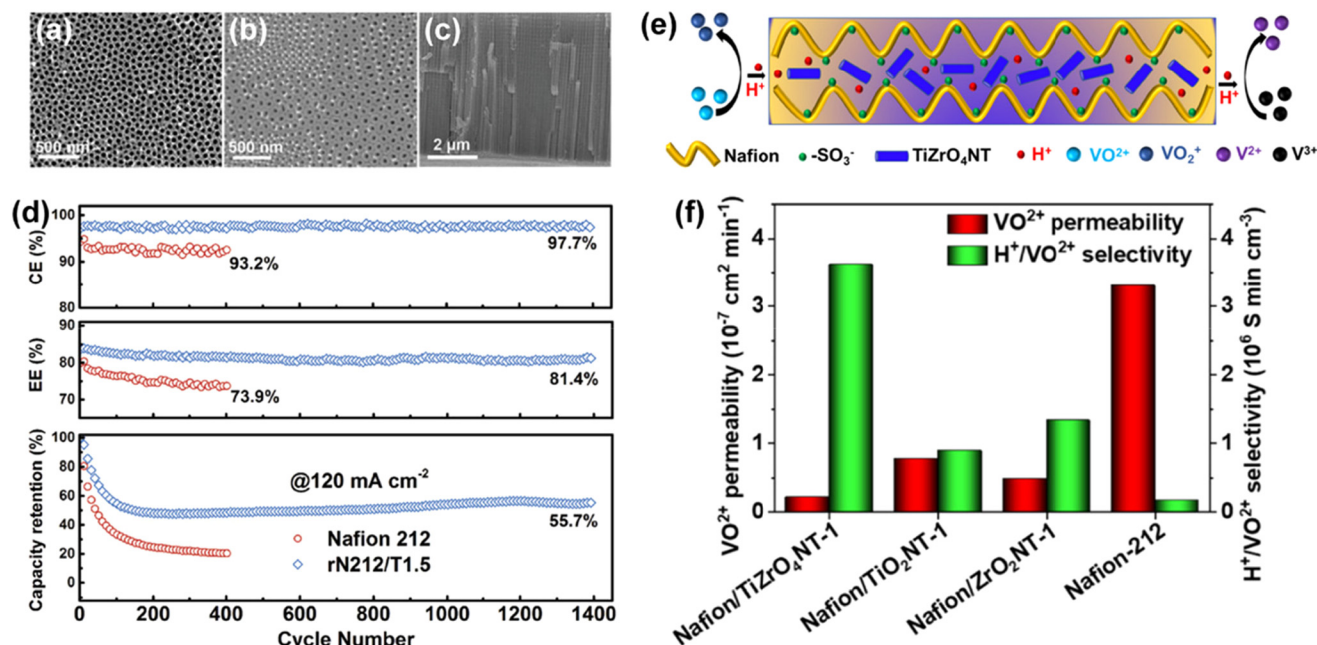 (a)
500 nm
(b)
500 nm
(c)
2 μm
(d)
CE (%)
100
90
80
97.7%
93.2%
EE (%)
90
80
70
81.4%
73.9%
Capacity retention (%)
100
80
60
40
20
0
@120 mA cm⁻²
Nafion 212
rN212/T1.5
55.7%
0 200 400 600 800 1000 1200 1400
Cycle Number
(e)
VO₂⁺
VO²⁺
H⁺
H⁺
V²⁺
V³⁺
Nafion -SO₃⁻ TiZrO₄NT H⁺ VO²⁺ VO₂⁺ V²⁺ V³⁺
(f)
VO²⁺ permeability
H⁺/VO²⁺ selectivity
VO²⁺ permeability (10⁻⁷ cm² min⁻¹)
4
3
2
1
0
H⁺/VO²⁺ selectivity (10⁶ S min cm⁻³)
4
3
2
1
0
Nafion/TiZrO₄NT-1
Nafion/TiO₂NT-1
Nafion/ZrO₂NT-1
Nafion-212